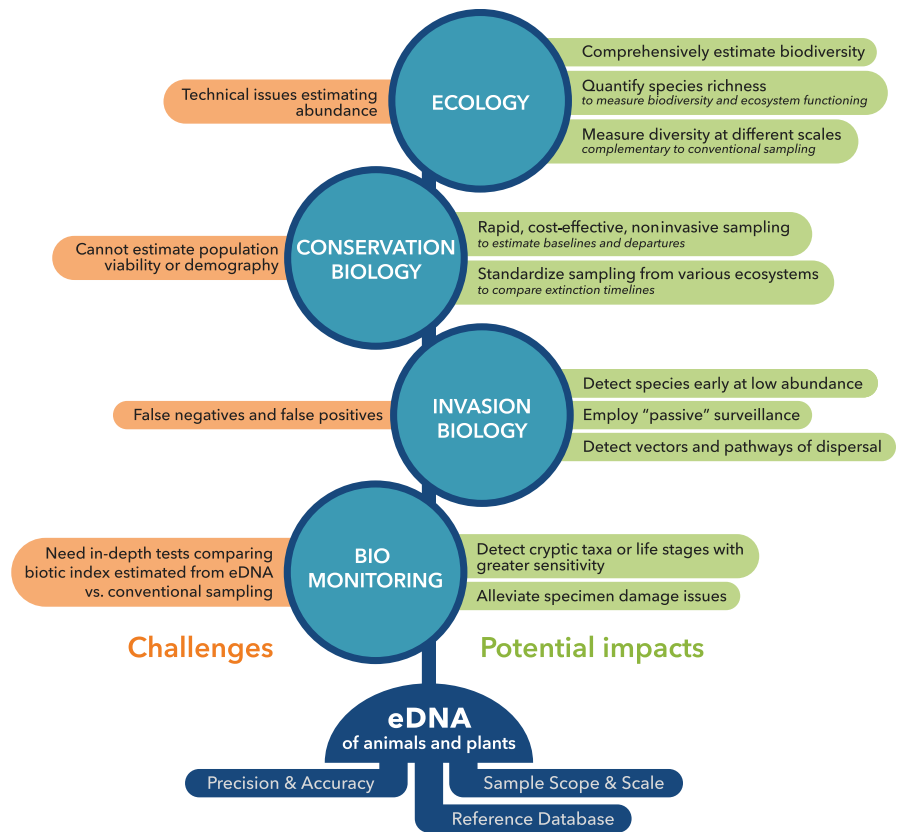 Technical issues estimating
abundance
ECOLOGY
Comprehensively estimate biodiversity
Quantify species richness
to measure biodiversity and ecosystem functioning
Measure diversity at different scales
complementary to conventional sampling
Cannot estimate population
viability or demography
CONSERVATION
BIOLOGY
Rapid, cost-effective, noninvasive sampling
to estimate baselines and departures
Standardize sampling from various ecosystems
to compare extinction timelines
False negatives and false positives
INVASION
BIOLOGY
Detect species early at low abundance
Employ “passive” surveillance
Detect vectors and pathways of dispersal
Need in-depth tests comparing
biotic index estimated from eDNA
vs. conventional sampling
BIO
MONITORING
Detect cryptic taxa or life stages with
greater sensitivity
Alleviate specimen damage issues
Challenges
Potential impacts
eDNA
of animals and plants
Precision & Accuracy
Sample Scope & Scale
Reference Database